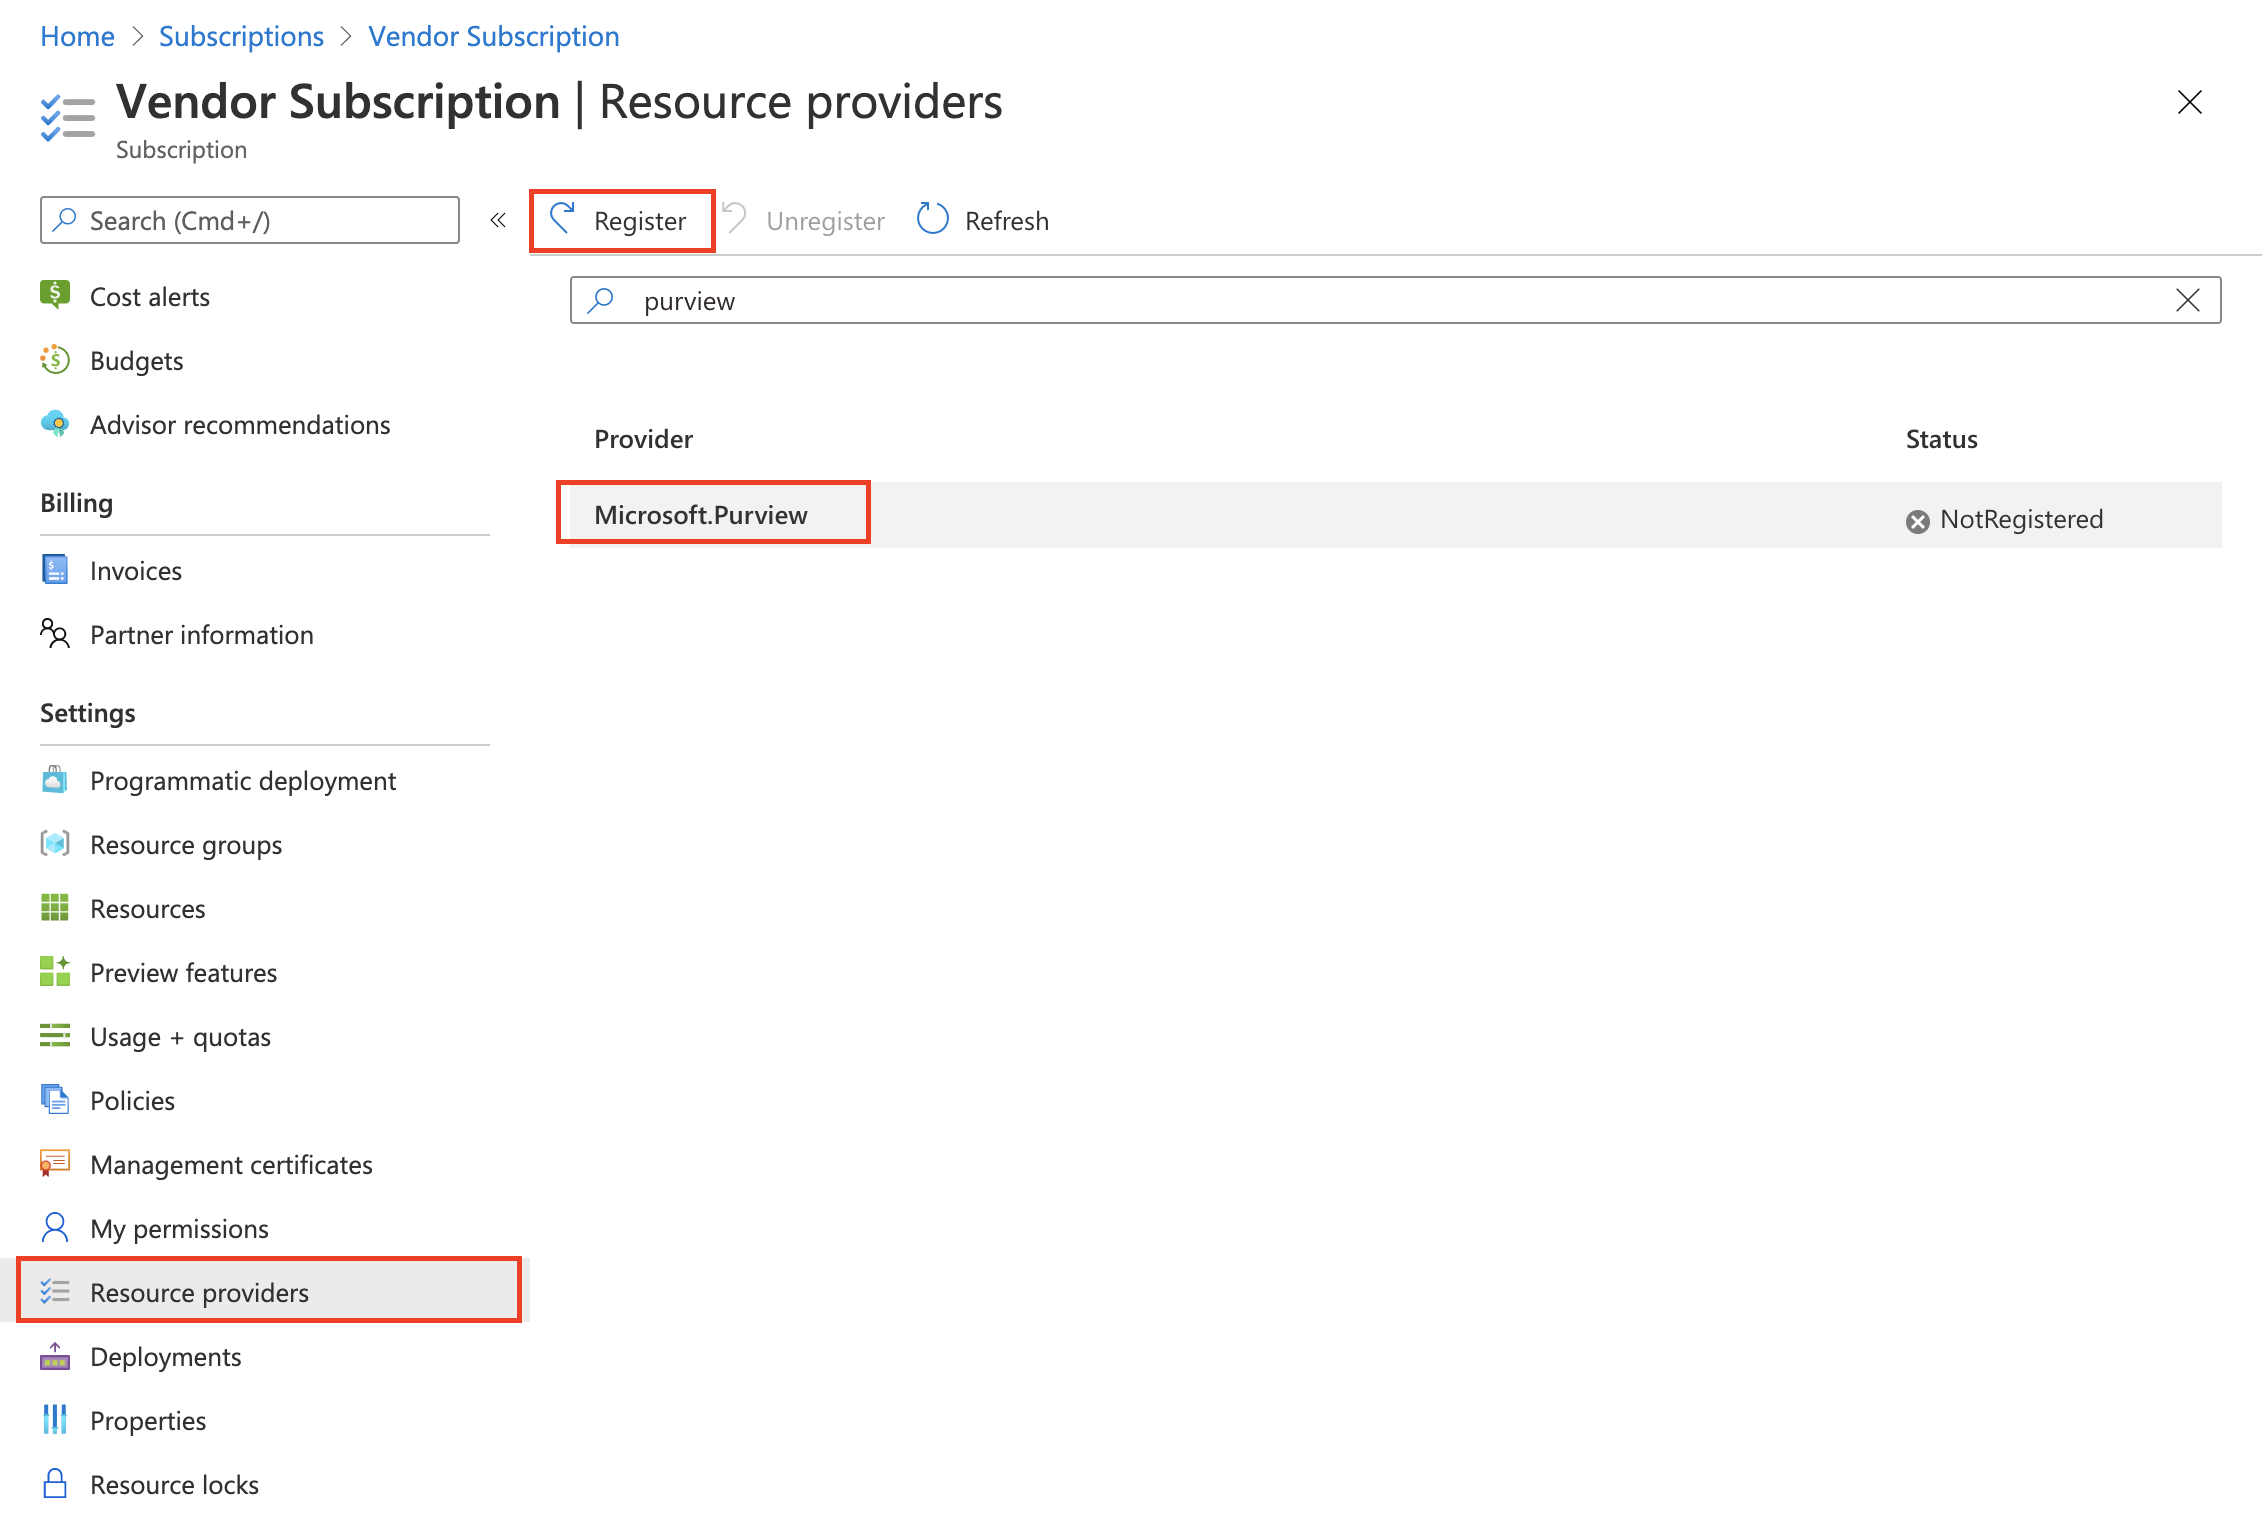 Home > Subscriptions > Vendor Subscription
Vendor Subscription | Resource providers
Subscription
Search (Cmd+/)
«
Register
Unregister
Refresh
purview
Cost alerts
Budgets
Advisor recommendations
Billing
Invoices
Partner information
Settings
Programmatic deployment
Resource groups
Resources
Preview features
Usage + quotas
Policies
Management certificates
My permissions
Resource providers
Deployments
Properties
Resource locks
Provider
Status
Microsoft.Purview
NotRegistered